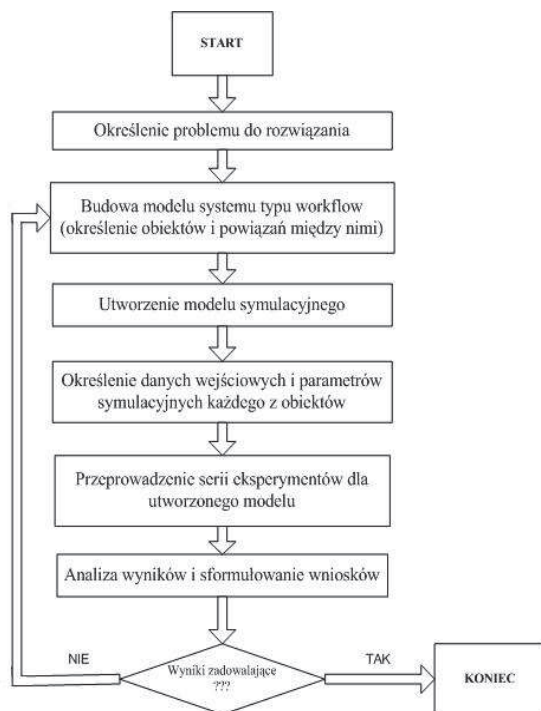 START
Określenie problemu do rozwiązania
Budowa modelu systemu typu workflow
(określenie obiektów i powiązań między nimi)
Utworzenie modelu symulacyjnego
Określenie danych wejściowych i parametrów
symulacyjnych każdego z obiektów
Przeprowadzenie serii eksperymentów dla
utworzonego modelu
Analiza wyników i sformułowanie wniosków
NIE
Wyniki zadowalające
???
TAK
KONIEC